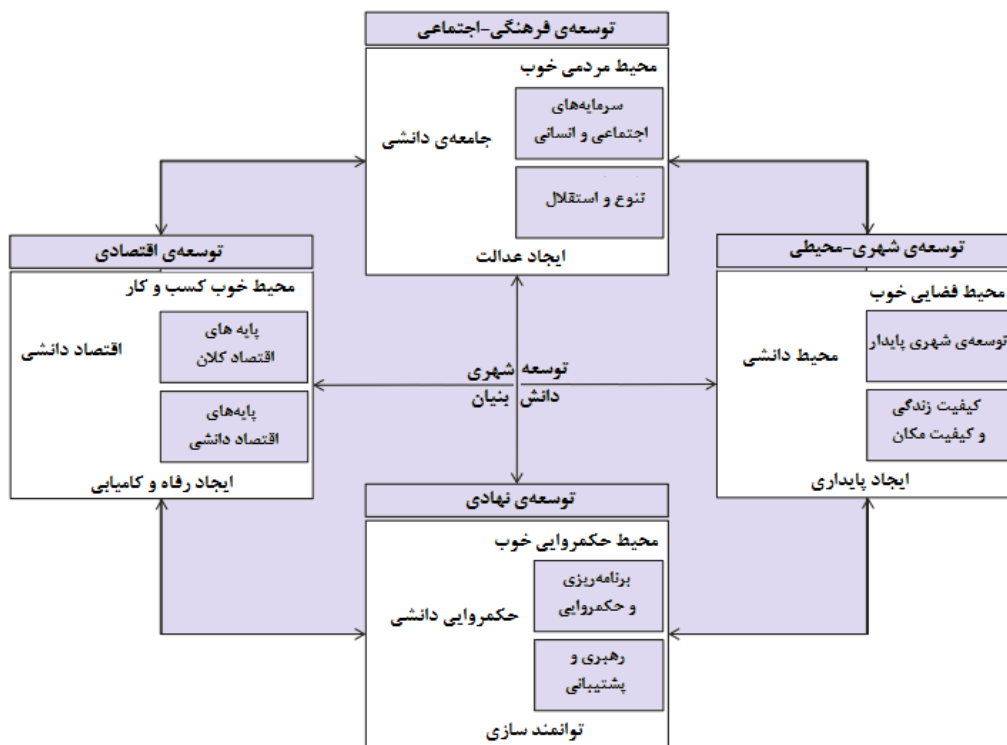 توسعه‌ی فرهنگی-اجتماعی
محیط مردمی خوب
سرمایه‌های
اجتماعی و انسانی
جامعه‌ی دانشی
تنوع و استقلال
ایجاد عدالت
توسعه‌ی شهری-محیطی
محیط فضایی خوب
توسعه‌ی شهری پایدار
محیط دانشی
کیفیت زندگی
و کیفیت مکان
ایجاد پایداری
توسعه‌ی اقتصادی
محیط خوب کسب و کار
پایه های
اقتصاد کلان
اقتصاد دانشی
پایه‌های
اقتصاد دانشی
ایجاد رفاه و کامیابی
توسعه شهری
دانش بنیان
توسعه‌ی نهادی
محیط حکمروایی خوب
برنامه‌ریزی
و حکمروایی
حکمروایی دانشی
رهبری و
پشتیبانی
توانمند سازی